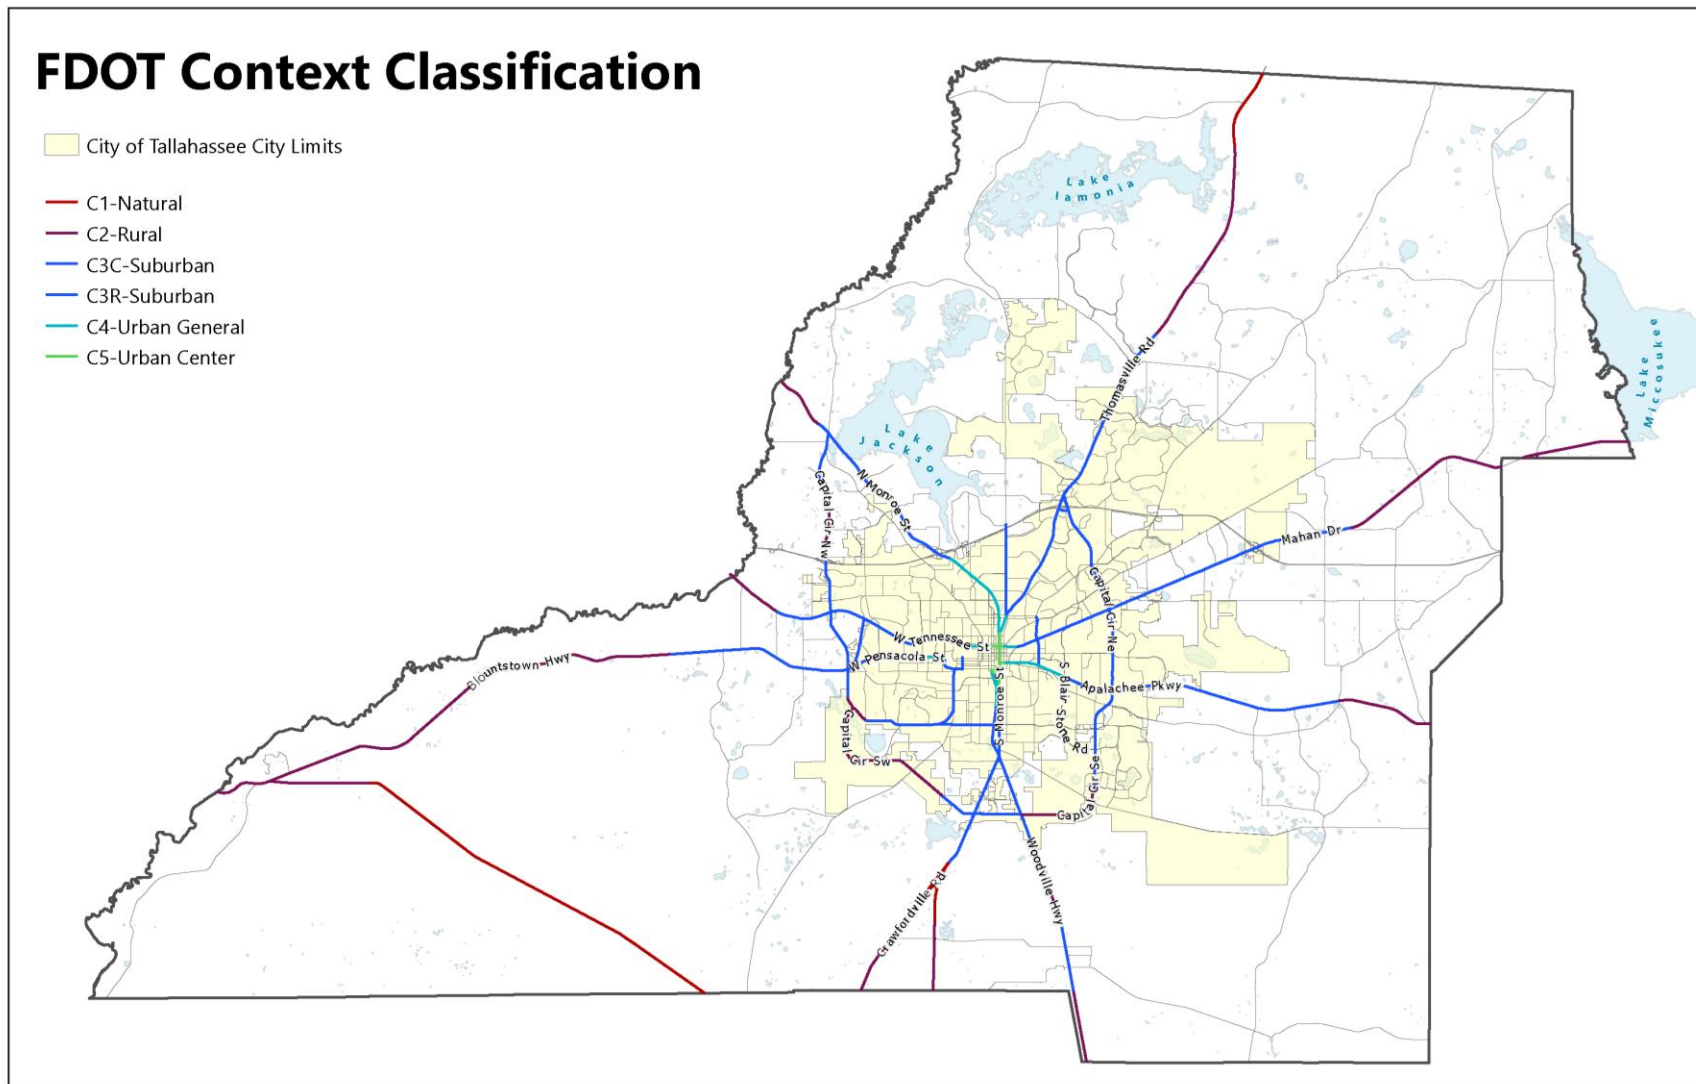 FDOT Context Classification
City of Tallahassee City Limits
C1-Natural
C2-Rural
C3C-Suburban
C3R-Suburban
C4-Urban General
C5-Urban Center
Lake
Iamonia
Lake
Miccosukee
Thomasville Rd
Lake
Jackson
N Monroe St
Capital Cir Nw
Mahan Dr
Capital Cir Ne
W Tennessee St
W Pensacola St
Blountstown Hwy
S Blair Stone Rd
Apalachee Pkwy
S Monroe St
Capital Cir Sw
Capital Cir Se
Woodville Hwy
Crawfordville Rd